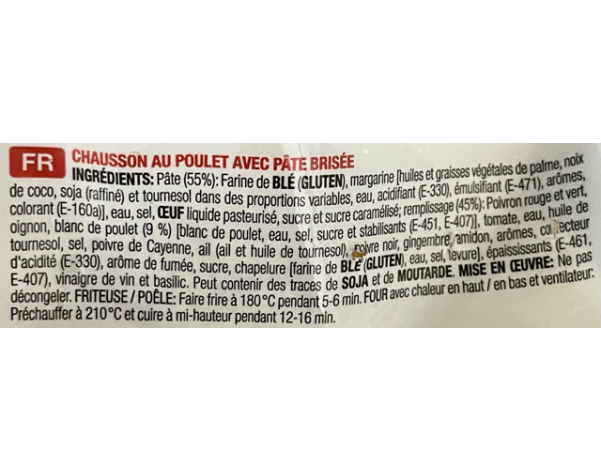 FR CHAUSSON AU POULET AVEC PÂTE BRISÉE
INGRÉDIENTS: Pâte (55%): Farine de BLÉ (GLUTEN), margarine [huiles et graisses végétales de palme, noix
de coco, soja (raffiné) et tournesol dans des proportions variables, eau, acidifiant (E-330), émulsifiant (E-471), arômes,
colorant (E-160a)], eau, sel, ŒUF liquide pasteurisé, sucre et sucre caramélisé; remplissage (45%): Poivron rouge et vert,
oignon, blanc de poulet (9 %) [blanc de poulet, eau, sel, sucre et stabilisants (E-451, E-407)], tomate, eau, huile de
tournesol, sel, poivre de Cayenne, ail (ail et huile de tournesol), poivre noir, gingembre, amidon, arômes, correcteur
d'acidité (E-330), arôme de fumée, sucre, chapelure [farine de BLÉ (GLUTEN), eau, sel, levure], épaississants (E-461,
E-407), vinaigre de vin et basilic. Peut contenir des traces de SOJA et de MOUTARDE. MISE EN ŒUVRE: Ne pas
décongeler. FRITEUSE / POÊLE: Faire frire à 180°C pendant 5-6 min. FOUR avec chaleur en haut / en bas et ventilateur:
Préchauffer à 210°C et cuire à mi-hauteur pendant 12-16 min.